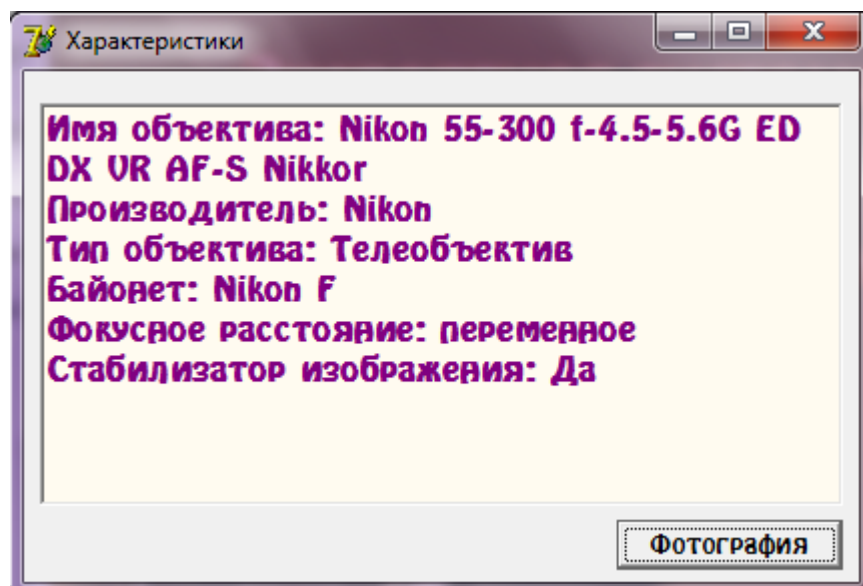 Характеристики
Имя объектива: Nikon 55-300 f-4.5-5.6G ED
DX VR AF-S Nikkor
Производитель: Nikon
Тип объектива: Телеобъектив
Байонет: Nikon F
Фокусное расстояние: переменное
Стабилизатор изображения: Да
Фотография